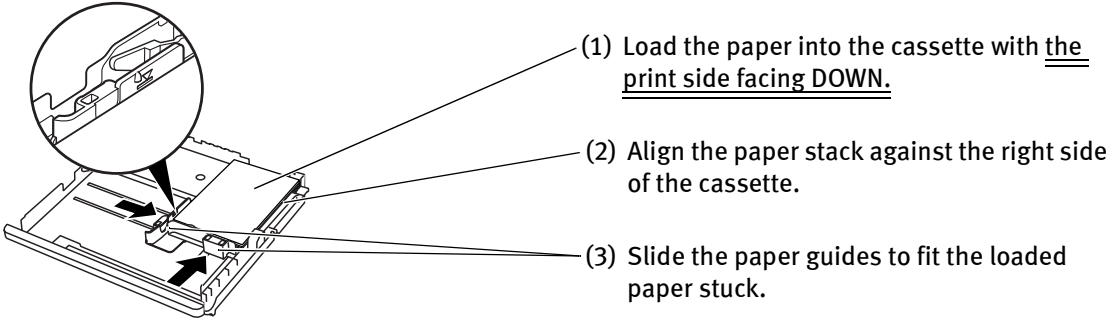 (1) Load the paper into the cassette with the
print side facing DOWN.
(2) Align the paper stack against the right side
of the cassette.
(3) Slide the paper guides to fit the loaded
paper stuck.